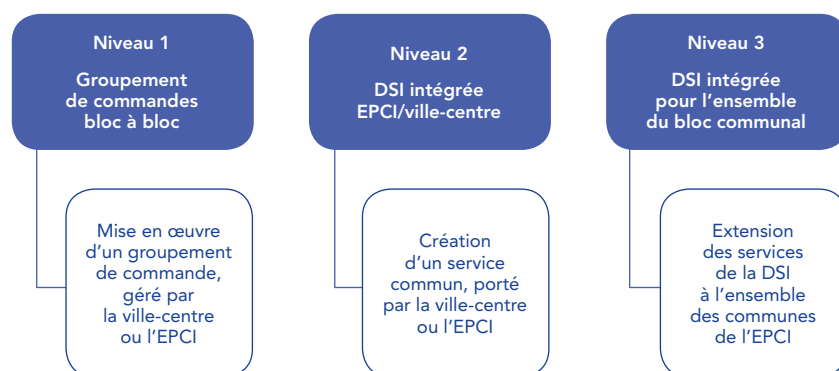 Niveau 1
Groupement
de commandes
bloc à bloc
Mise en œuvre
d'un groupement
de commande,
géré par
la ville-centre
ou l'EPCI
Niveau 2
DSI intégrée
EPCI/ville-centre
Création
d'un service
commun, porté
par la ville-centre
ou l'EPCI
Niveau 3
DSI intégrée
pour l'ensemble
du bloc communal
Extension
des services
de la DSI
à l'ensemble
des communes
de l'EPCI